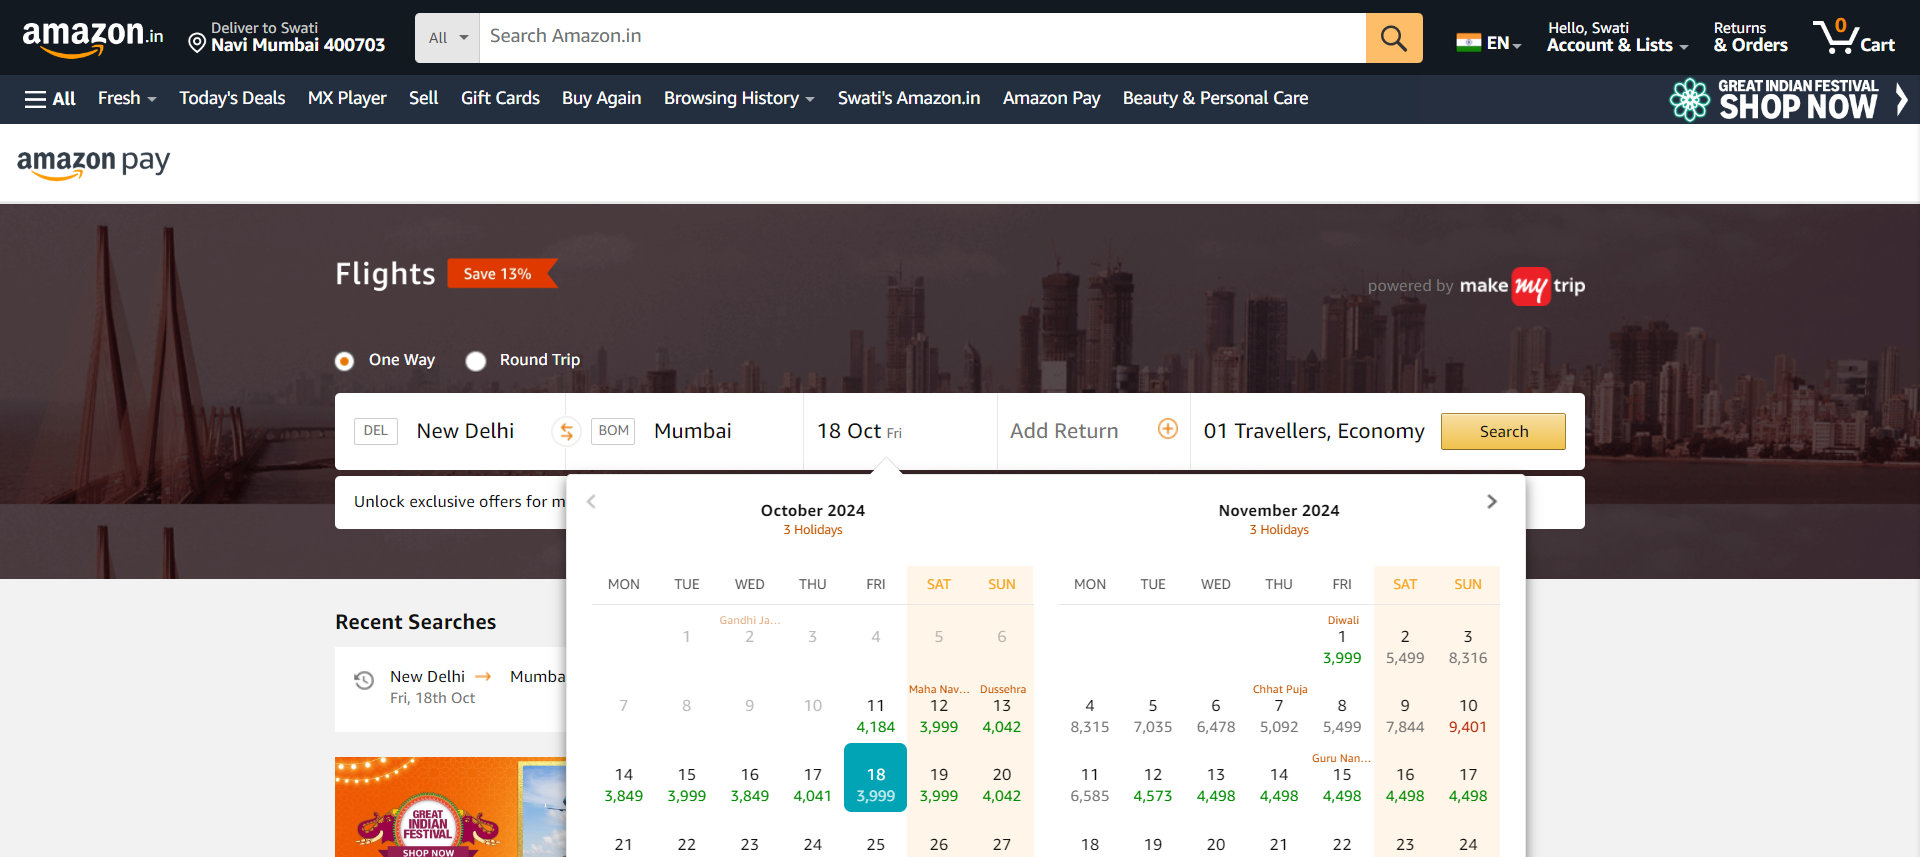 amazon.in
Deliver to Swati
Navi Mumbai 400703
All
Search Amazon.in
EN
Hello, Swati
Account & Lists
Returns
& Orders
0
Cart
All
Fresh
Today's Deals
MX Player
Sell
Gift Cards
Buy Again
Browsing History
Swati's Amazon.in
Amazon Pay
Beauty & Personal Care
GREAT INDIAN FESTIVAL
SHOP NOW
amazon pay
Flights
Save 13%
powered by make my trip
One Way
Round Trip
DEL New Delhi
BOM Mumbai
18 Oct Fri
Add Return
01 Travellers, Economy
Search
Unlock exclusive offers for m
October 2024
3 Holidays
MON TUE WED THU FRI SAT SUN
Gandhi Ja...
1 2 3 4 5 6
Maha Nav... Dussehra
7 8 9 10 11 12 13
4,184 3,999 4,042
14 15 16 17 18 19 20
3,849 3,999 3,849 4,041 3,999 3,999 4,042
21 22 23 24 25 26 27
November 2024
3 Holidays
MON TUE WED THU FRI SAT SUN
Diwali
1 2 3
3,999 5,499 8,316
Chhat Puja
4 5 6 7 8 9 10
8,315 7,035 6,478 5,092 5,499 7,844 9,401
Guru Nan...
11 12 13 14 15 16 17
6,585 4,573 4,498 4,498 4,498 4,498 4,498
18 19 20 21 22 23 24
Recent Searches
New Delhi Mumba
Fri, 18th Oct
GREAT
INDIAN
FESTIVAL
SHOP NOW